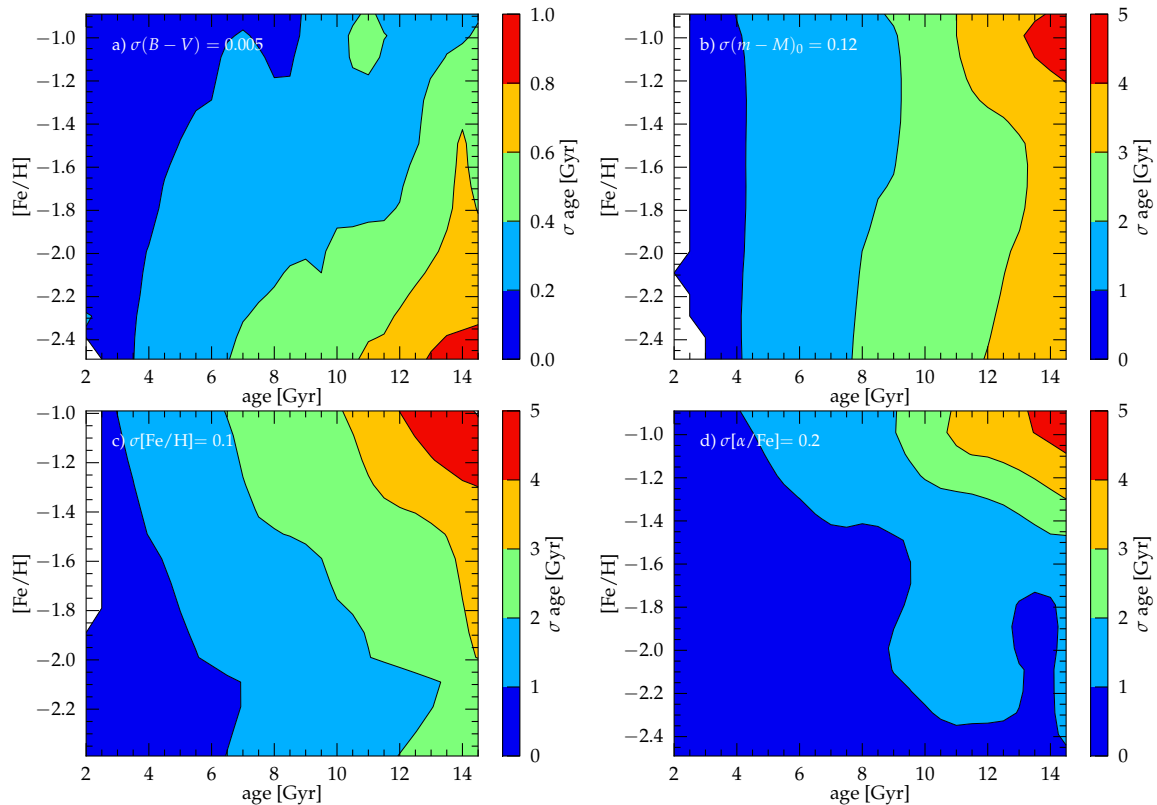 a) σ(B − V) = 0.005
−1.0
−1.4
−1.8
−2.0
−2.2
−2.4
[Fe/H]
2 4 6 8 10 12 14
age [Gyr]
1.0
0.8
0.6
0.4
0.2
0.0
σ age [Gyr]
b) σ(m − M)₀ = 0.12
−1.0
−1.2
−1.4
−1.6
−1.8
−2.0
−2.2
−2.4
[Fe/H]
2 4 6 8 10 12 14
age [Gyr]
5
4
3
2
1
0
σ age [Gyr]
c) σ[Fe/H]= 0.1
−1.0
−1.2
−1.4
−1.6
−1.8
−2.0
−2.2
[Fe/H]
2 4 6 8 10 12 14
age [Gyr]
5
4
3
2
1
0
σ age [Gyr]
d) σ[α/Fe]= 0.2
−1.0
−1.2
−1.4
−1.6
−1.8
−2.0
−2.2
−2.4
[Fe/H]
2 4 6 8 10 12 14
age [Gyr]
5
4
3
2
1
0
σ age [Gyr]